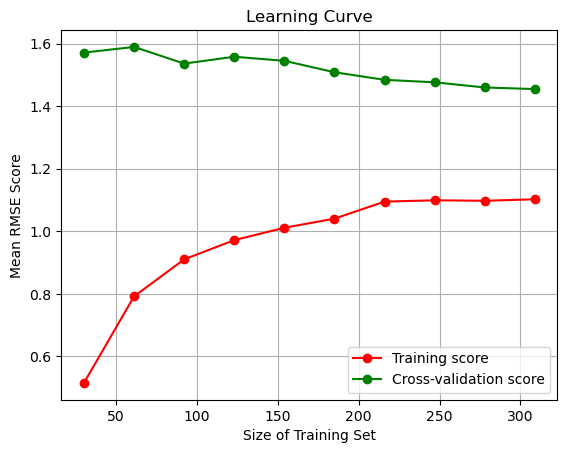 Learning Curve
Mean RMSE Score
1.6
1.4
1.2
1.0
0.8
0.6
Training score
Cross-validation score
50
100
150
200
250
300
Size of Training Set